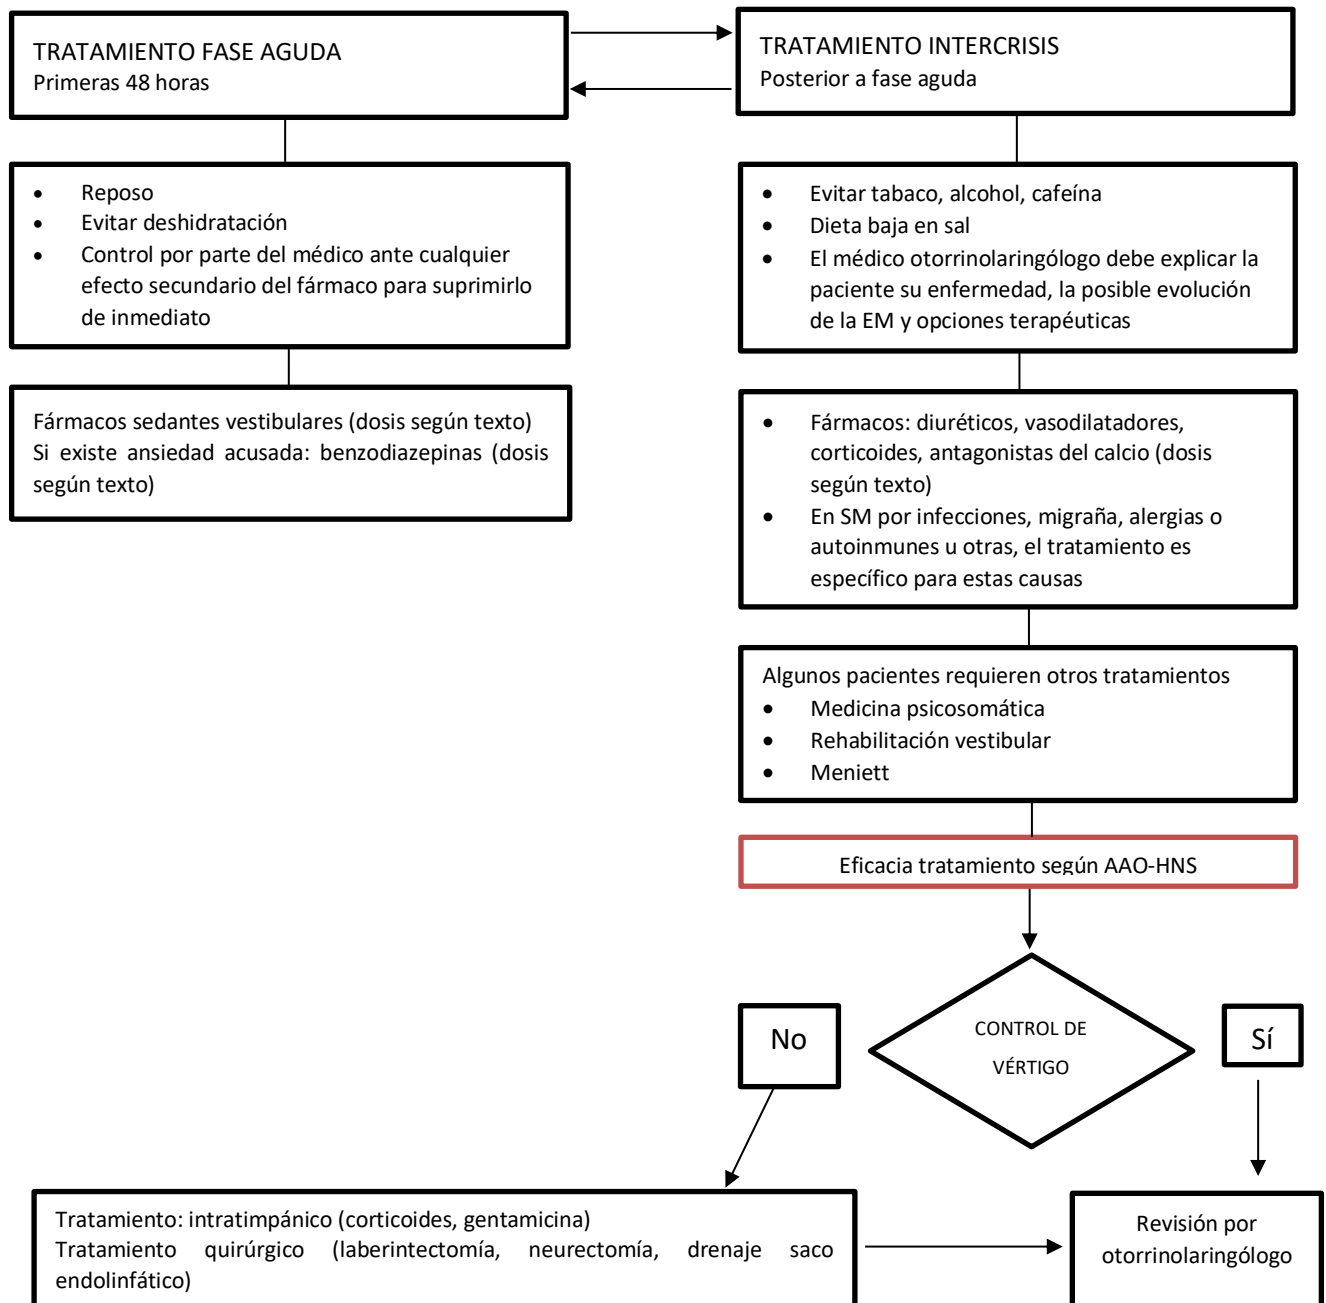 TRATAMIENTO FASE AGUDA
Primeras 48 horas
TRATAMIENTO INTERCRISIS
Posterior a fase aguda
• Reposo
• Evitar deshidratación
• Control por parte del médico ante cualquier
efecto secundario del fármaco para suprimirlo
de inmediato
• Evitar tabaco, alcohol, cafeína
• Dieta baja en sal
• El médico otorrinolaringólogo debe explicar la
paciente su enfermedad, la posible evolución
de la EM y opciones terapéuticas
Fármacos sedantes vestibulares (dosis según texto)
Si existe ansiedad acusada: benzodiazepinas (dosis
según texto)
• Fármacos: diuréticos, vasodilatadores,
corticoides, antagonistas del calcio (dosis
según texto)
• En SM por infecciones, migraña, alergias o
autoinmunes u otras, el tratamiento es
específico para estas causas
Algunos pacientes requieren otros tratamientos
• Medicina psicosomática
• Rehabilitación vestibular
• Meniett
Eficacia tratamiento según AAO-HNS
No
CONTROL DE
VÉRTIGO
Sí
Tratamiento: intratimpánico (corticoides, gentamicina)
Tratamiento quirúrgico (laberintectomía, neurectomía, drenaje saco
endolinfático)
Revisión por
otorrinolaringólogo